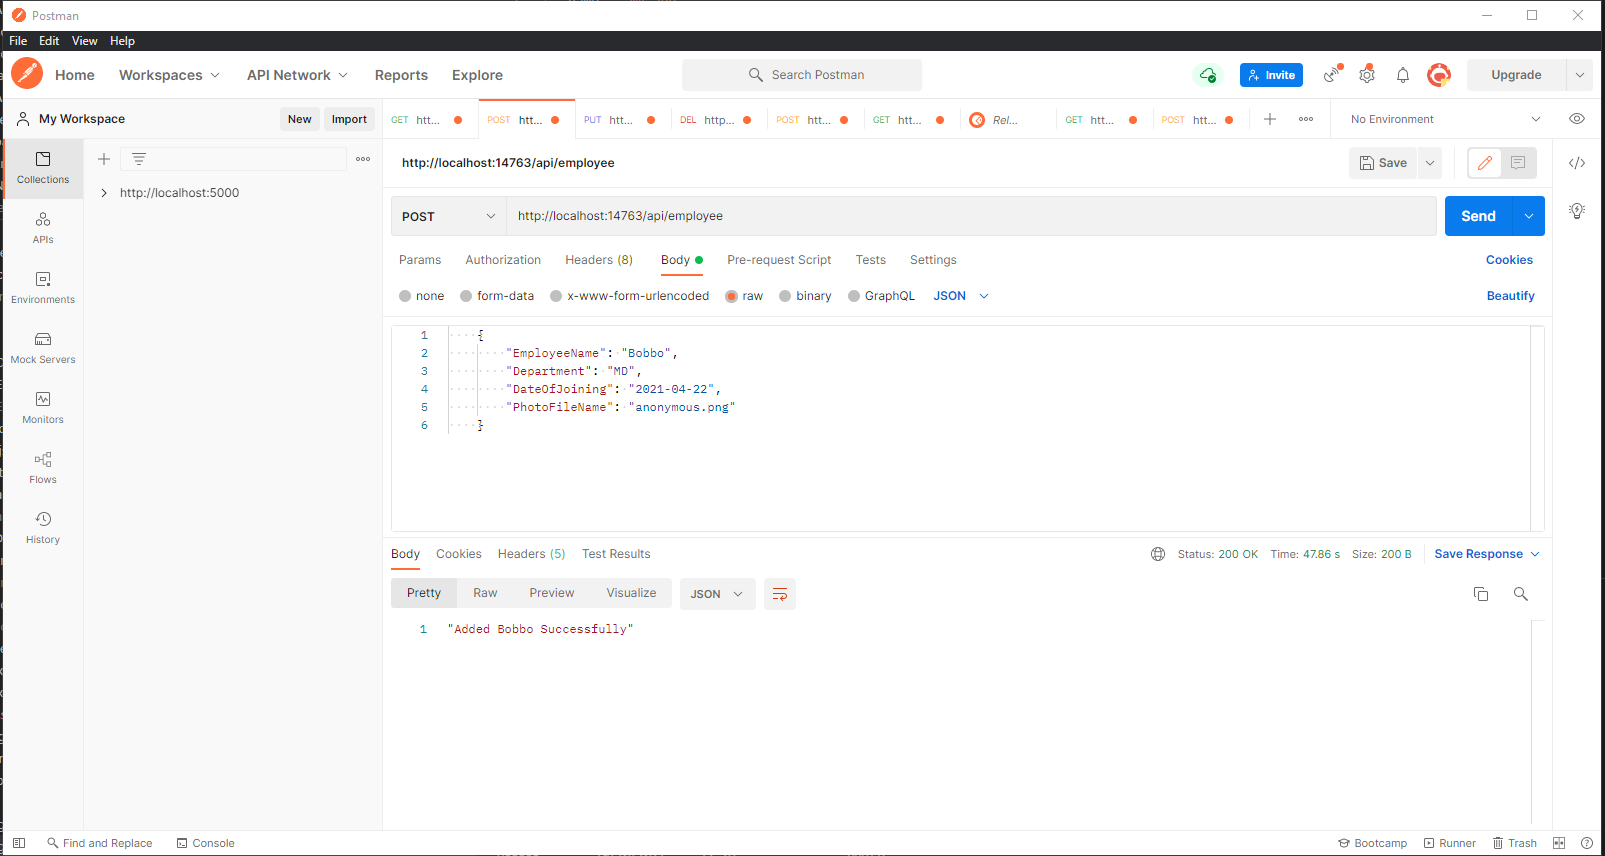 Postman
File Edit View Help
Home Workspaces API Network Reports Explore Search Postman Invite Upgrade
My Workspace New Import
GET htt... POST htt... PUT htt... DEL http... POST htt... GET htt... Rel... GET htt... POST htt... No Environment
Collections
APIs
Environments
Mock Servers
Monitors
Flows
History
http://localhost:5000
http://localhost:14763/api/employee Save
POST http://localhost:14763/api/employee Send
Params Authorization Headers (8) Body Pre-request Script Tests Settings Cookies
none form-data x-www-form-urlencoded raw binary GraphQL JSON Beautify
1 {
2 "EmployeeName": "Bobbo",
3 "Department": "MD",
4 "DateOfJoining": "2021-04-22",
5 "PhotoFileName": "anonymous.png"
6 }
Body Cookies Headers (5) Test Results Status: 200 OK Time: 47.86 s Size: 200 B Save Response
Pretty Raw Preview Visualize JSON
1 "Added Bobbo Successfully"
Find and Replace Console Bootcamp Runner Trash